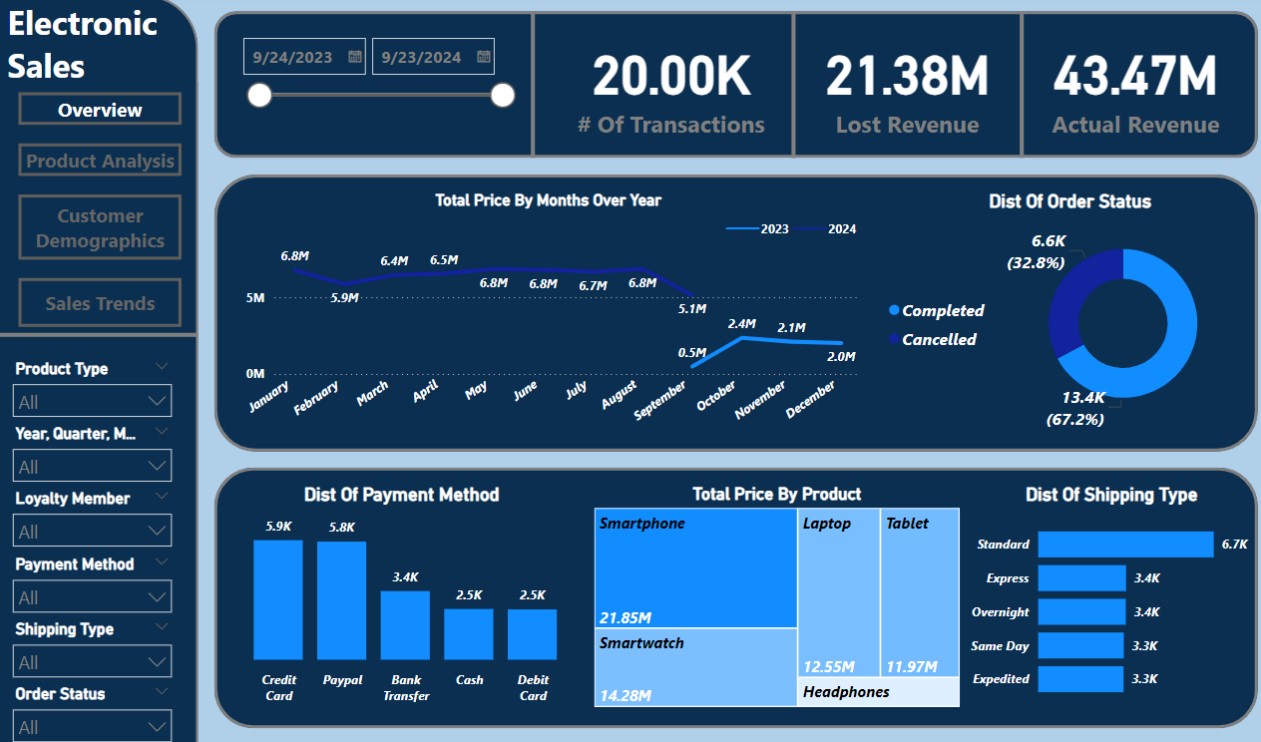 Electronic
Sales
Overview
Product Analysis
Customer
Demographics
Sales Trends
Product Type
All
Year, Quarter, M...
All
Loyalty Member
All
Payment Method
All
Shipping Type
All
Order Status
All
9/24/2023 9/23/2024
20.00K
# Of Transactions
21.38M
Lost Revenue
43.47M
Actual Revenue
Total Price By Months Over Year
2023 2024
6.8M 5.9M 6.4M 6.5M 6.8M 6.8M 6.7M 6.8M 5.1M
0.5M 2.4M 2.1M 2.0M
5M
0M
January February March April May June July August September October November December
Dist Of Order Status
6.6K
(32.8%)
Completed
Cancelled
13.4K
(67.2%)
Dist Of Payment Method
5.9K 5.8K 3.4K 2.5K 2.5K
Credit Paypal Bank Cash Debit
Card Transfer Card
Total Price By Product
Smartphone
21.85M
Smartwatch
14.28M
Laptop
12.55M
Tablet
11.97M
Headphones
Dist Of Shipping Type
Standard 6.7K
Express 3.4K
Overnight 3.4K
Same Day 3.3K
Expedited 3.3K